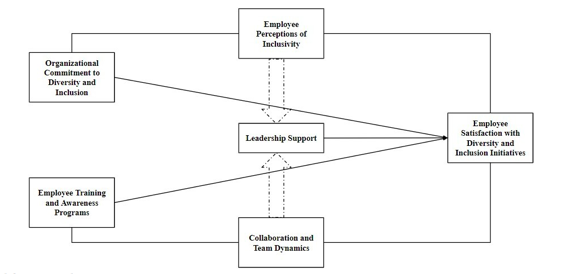 Employee
Perceptions of
Inclusivity
Organizational
Commitment to
Diversity and
Inclusion
Leadership Support
Employee
Satisfaction with
Diversity and
Inclusion Initiatives
Employee Training
and Awareness
Programs
Collaboration and
Team Dynamics